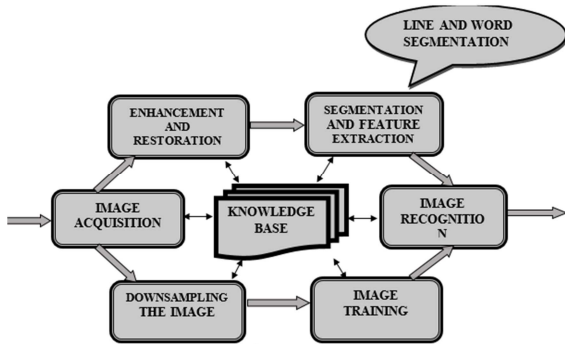 LINE AND WORD
SEGMENTATION
ENHANCEMENT
AND
RESTORATION
SEGMENTATION
AND FEATURE
EXTRACTION
IMAGE
ACQUISITION
KNOWLEDGE
BASE
IMAGE
RECOGNITIO
N
DOWNSAMPLING
THE IMAGE
IMAGE
TRAINING